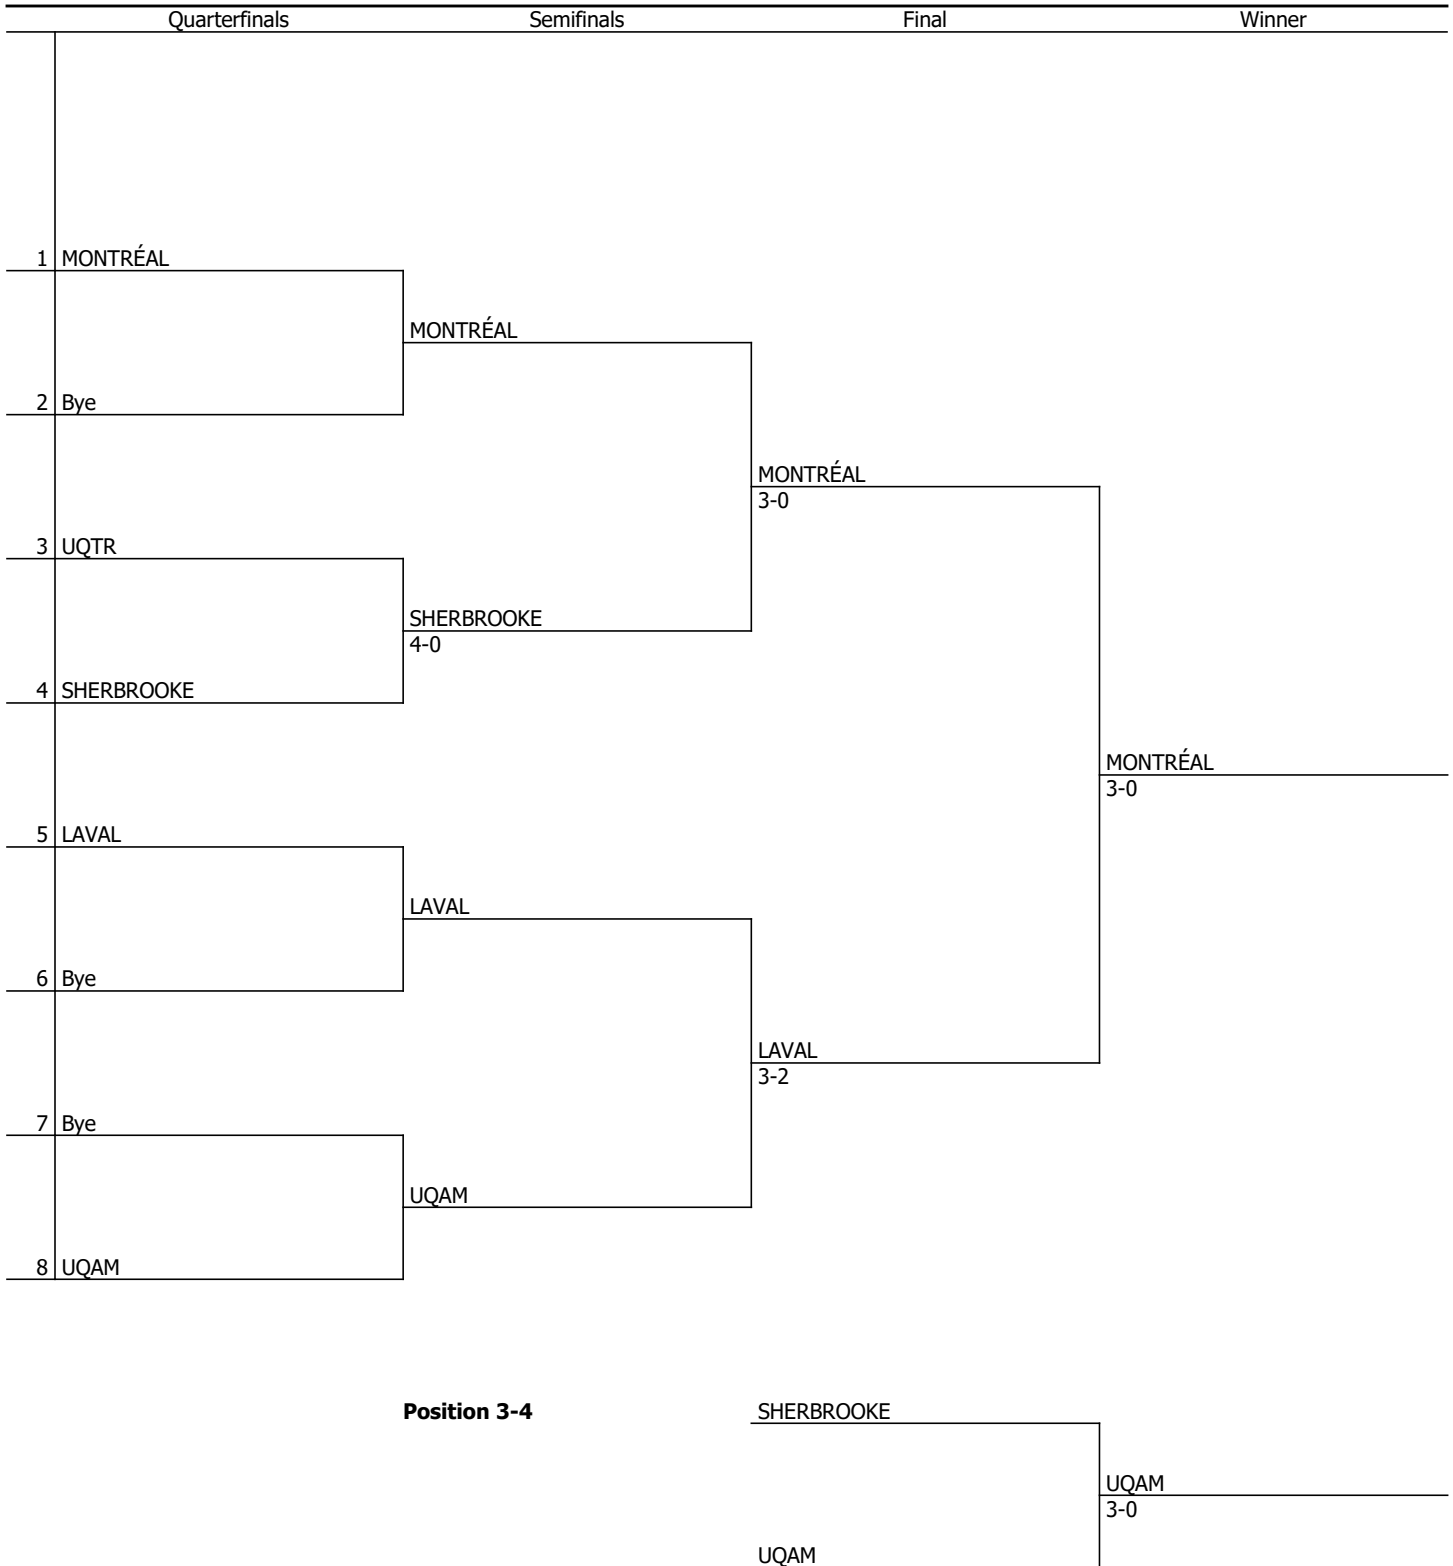 Quarterfinals Semifinals Final Winner
1 MONTRÉAL
MONTRÉAL
2 Bye
MONTRÉAL
3-0
3 UQTR
SHERBROOKE
4-0
4 SHERBROOKE
MONTRÉAL
3-0
5 LAVAL
LAVAL
6 Bye
LAVAL
3-2
7 Bye
UQAM
8 UQAM
Position 3-4 SHERBROOKE
UQAM
3-0
UQAM